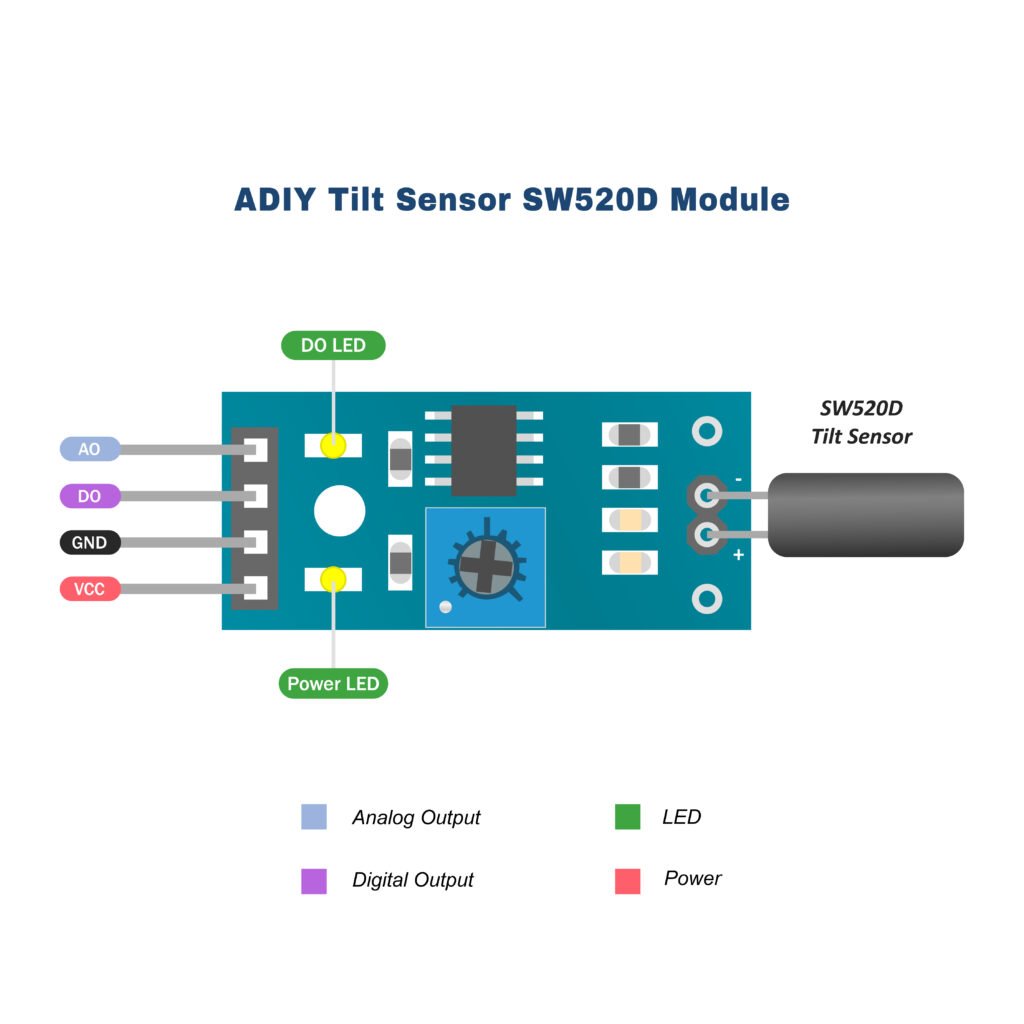 ADIY Tilt Sensor SW520D Module
DO LED
SW520D
Tilt Sensor
AO
DO
GND
VCC
-
+
Power LED
Analog Output
LED
Digital Output
Power